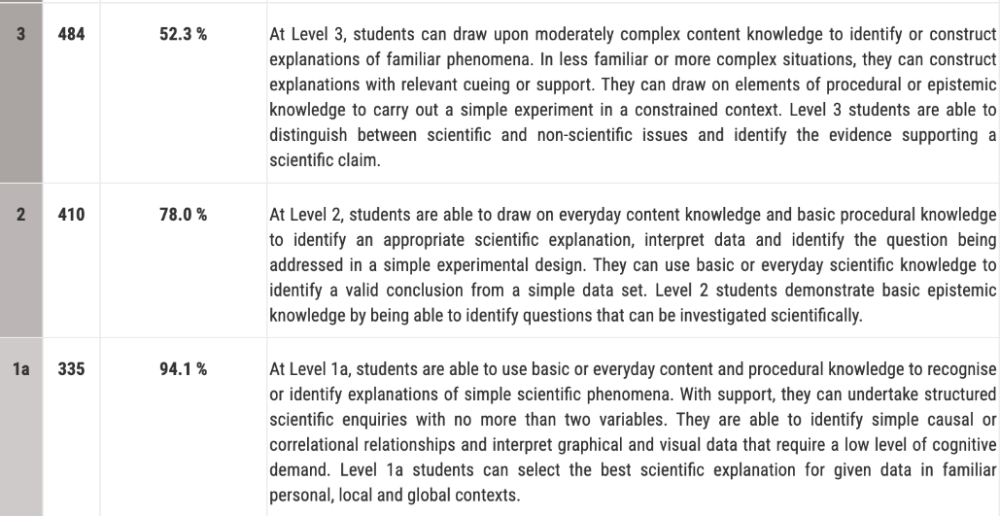 3 484 52.3 % At Level 3, students can draw upon moderately complex content knowledge to identify or construct
explanations of familiar phenomena. In less familiar or more complex situations, they can construct
explanations with relevant cueing or support. They can draw on elements of procedural or epistemic
knowledge to carry out a simple experiment in a constrained context. Level 3 students are able to
distinguish between scientific and non-scientific issues and identify the evidence supporting a
scientific claim.
2 410 78.0 % At Level 2, students are able to draw on everyday content knowledge and basic procedural knowledge
to identify an appropriate scientific explanation, interpret data and identify the question being
addressed in a simple experimental design. They can use basic or everyday scientific knowledge to
identify a valid conclusion from a simple data set. Level 2 students demonstrate basic epistemic
knowledge by being able to identify questions that can be investigated scientifically.
1a 335 94.1 % At Level 1a, students are able to use basic or everyday content and procedural knowledge to recognise
or identify explanations of simple scientific phenomena. With support, they can undertake structured
scientific enquiries with no more than two variables. They are able to identify simple causal or
correlational relationships and interpret graphical and visual data that require a low level of cognitive
demand. Level 1a students can select the best scientific explanation for given data in familiar
personal, local and global contexts.